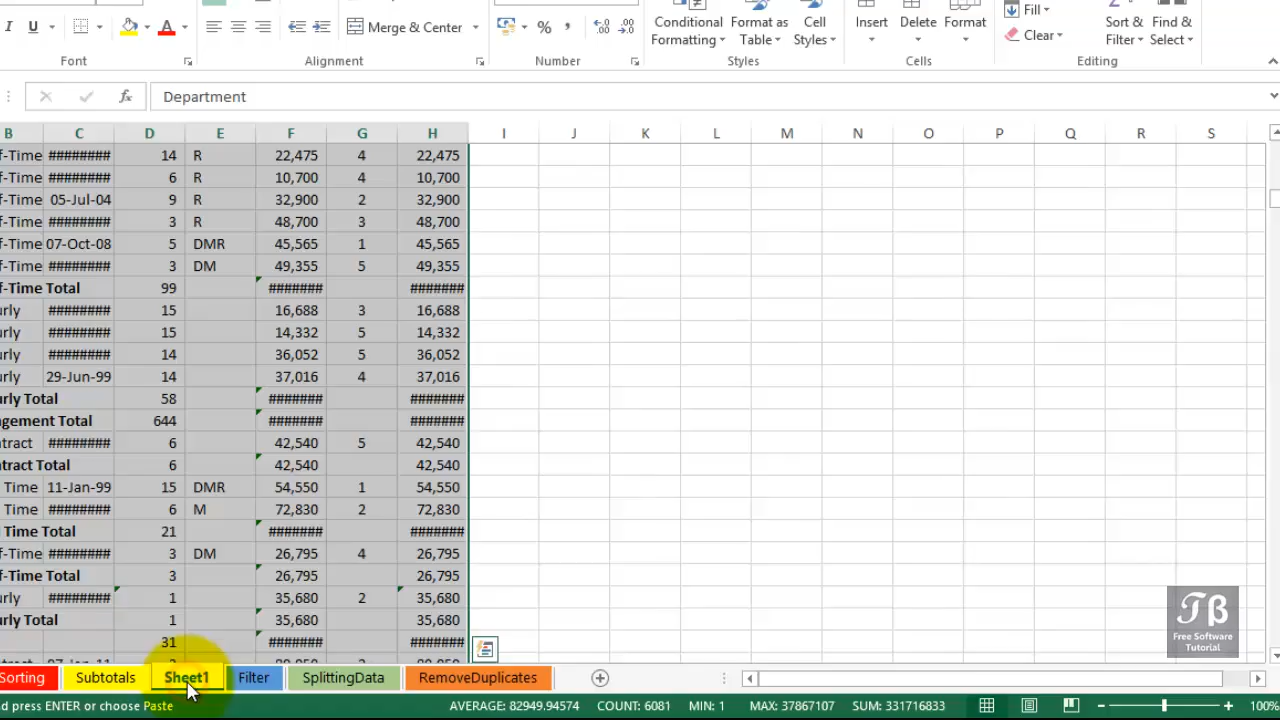 I U % , Merge & Center Conditional Format as Cell Insert Delete Format Fill Sort & Find &
Formatting Table Styles Clear Filter Select
Font Alignment Number Styles Cells Editing
fx Department
B C D E F G H I J K L M N O P Q R S
f-Time ######## 14 R 22,475 4 22,475
f-Time ######## 6 R 10,700 4 10,700
f-Time 05-Jul-04 9 R 32,900 2 32,900
f-Time ######## 3 R 48,700 3 48,700
f-Time 07-Oct-08 5 DMR 45,565 1 45,565
f-Time ######## 3 DM 49,355 5 49,355
f-Time Total 99 ####### #######
urly ######## 15 16,688 3 16,688
urly ######## 15 14,332 5 14,332
urly ######## 14 36,052 5 36,052
urly 29-Jun-99 14 37,016 4 37,016
urly Total 58 ####### #######
ngement Total 644 ####### #######
ntract ######## 6 42,540 5 42,540
ntract Total 6 42,540 42,540
Time 11-Jan-99 15 DMR 54,550 1 54,550
Time ######## 6 M 72,830 2 72,830
Time Total 21 ####### #######
f-Time ######## 3 DM 26,795 4 26,795
f-Time Total 3 26,795 26,795
urly ######## 1 35,680 2 35,680
urly Total 1 35,680 35,680
31 ####### #######
TB
Free Software
Tutorial
Sorting Subtotals Sheet1 Filter SplittingData RemoveDuplicates
d press ENTER or choose Paste AVERAGE: 82949.94574 COUNT: 6081 MIN: 1 MAX: 37867107 SUM: 331716833 100%